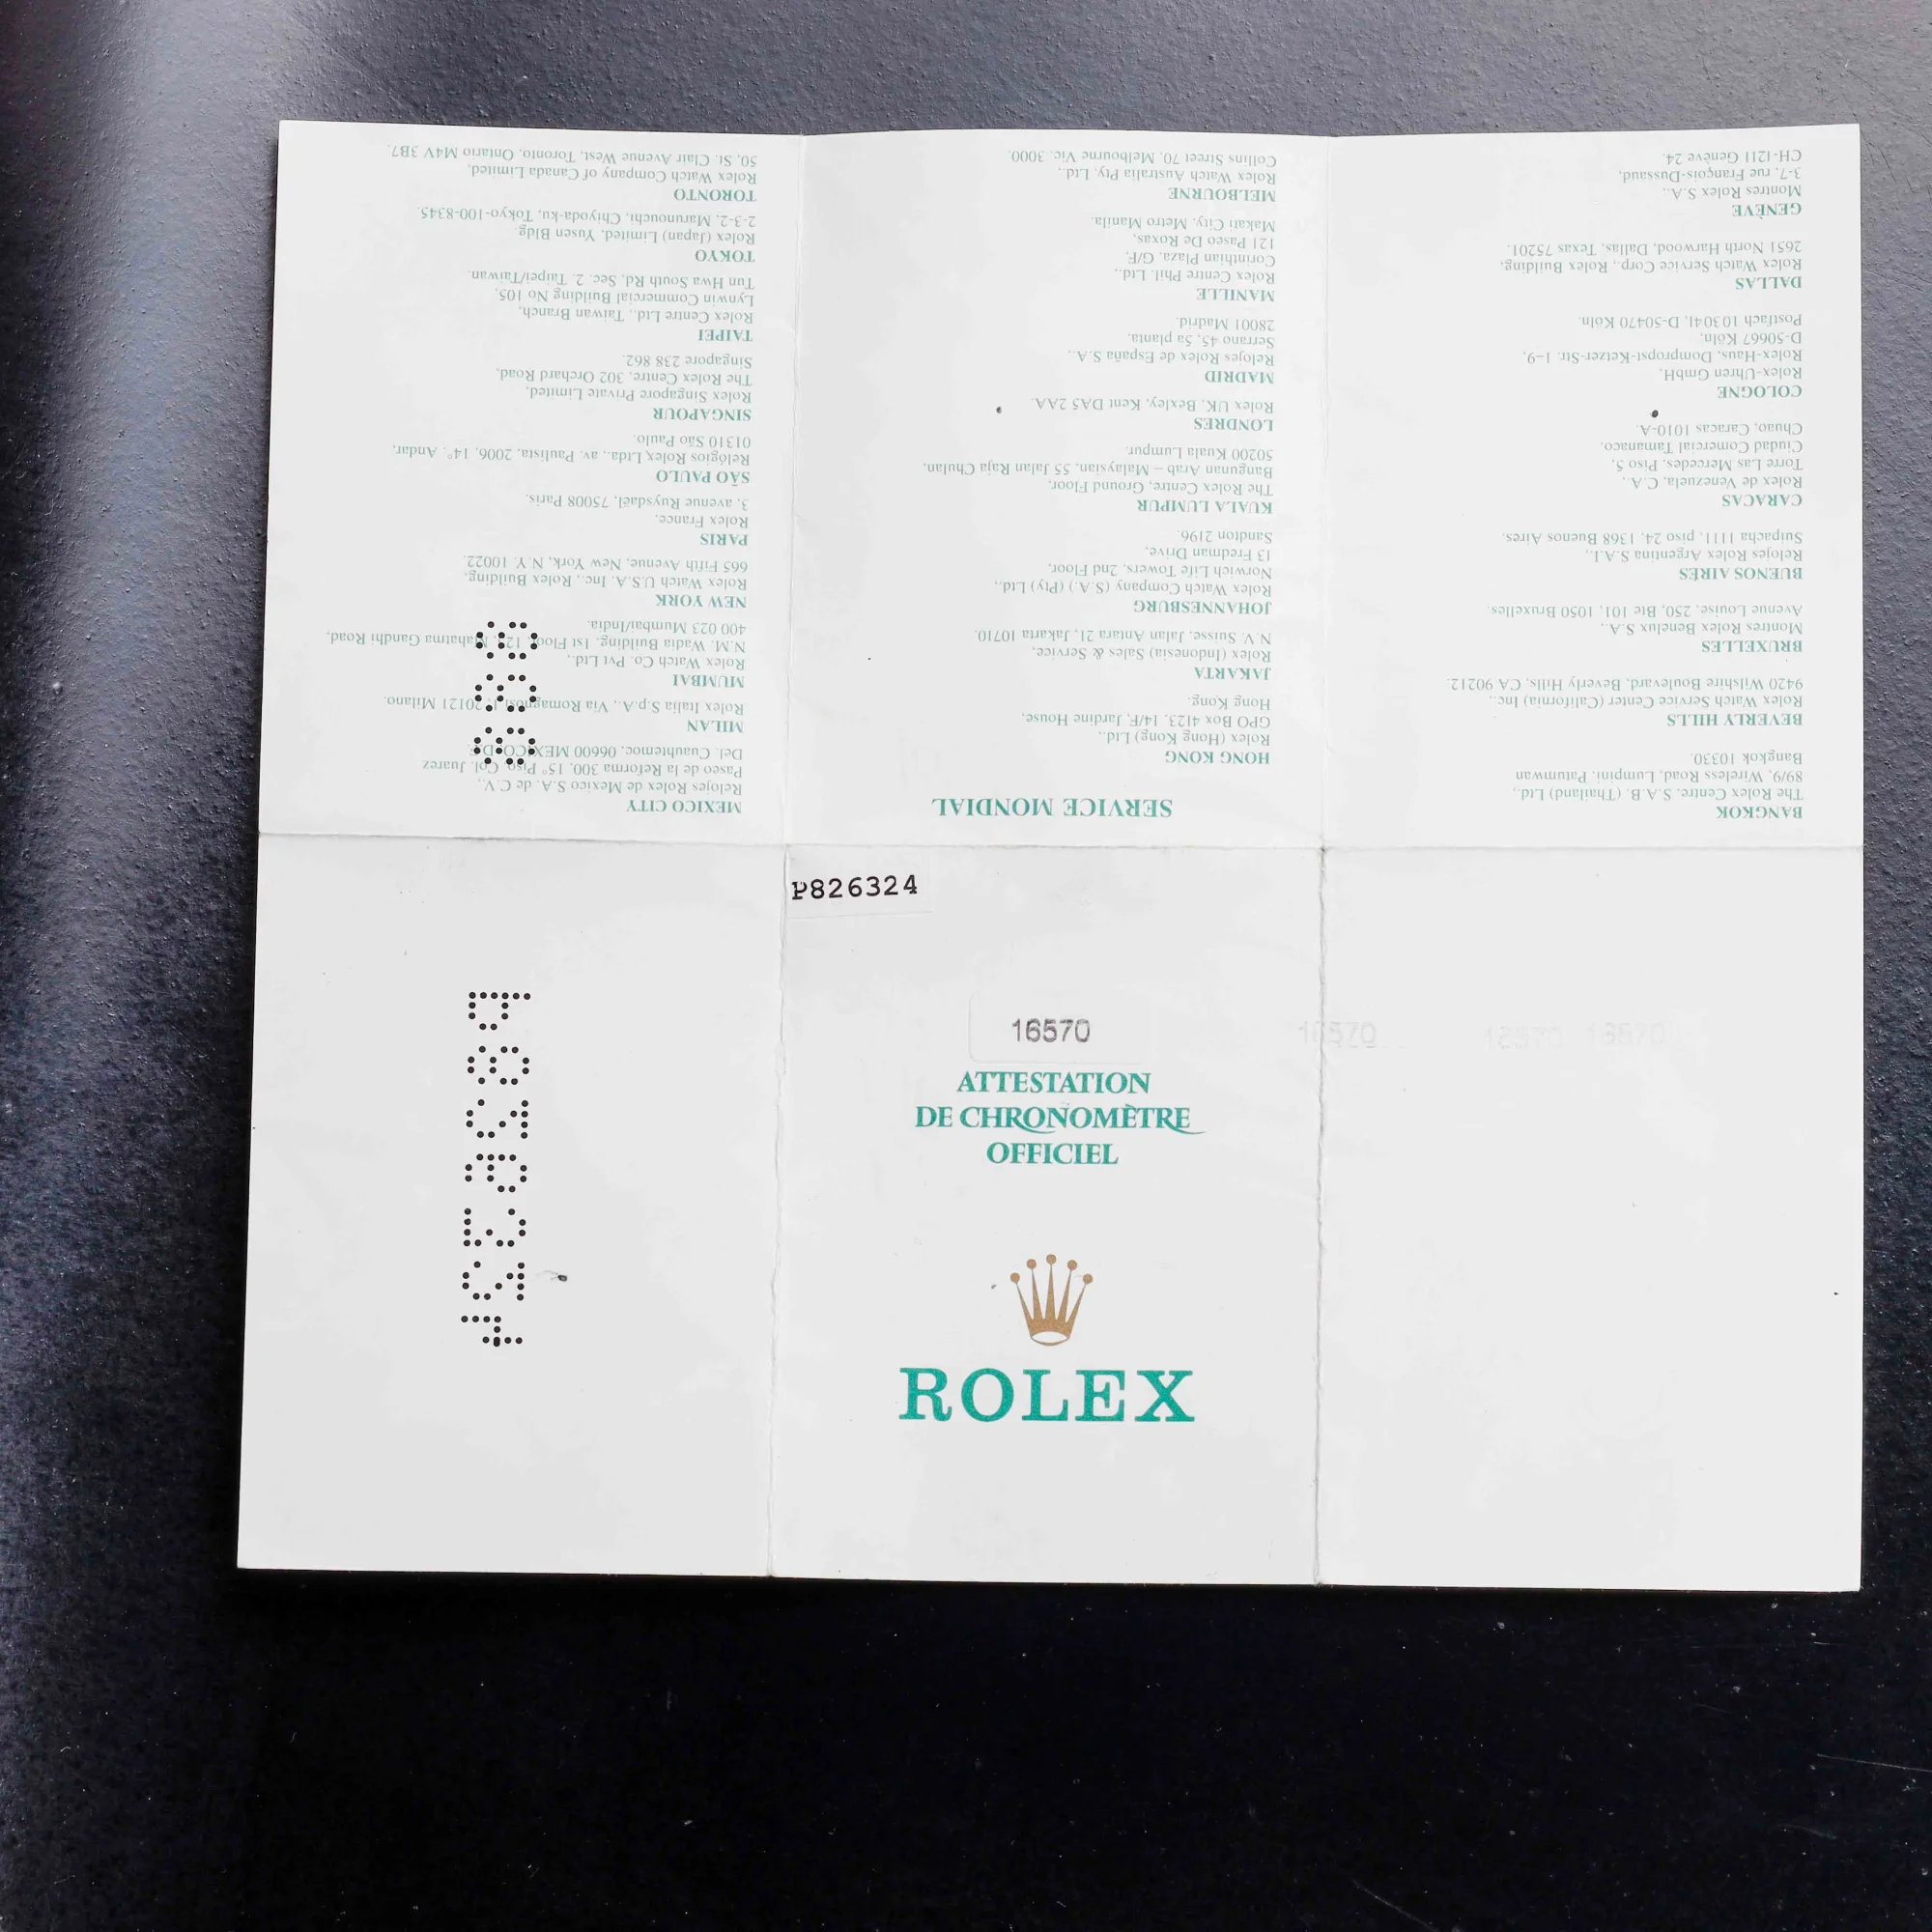 P826324
16570
ATTESTATION
DE CHRONOMÈTRE
OFFICIEL
ROLEX
P826324
16570
16570
16570
SERVICE MONDIAL
BANGKOK
The Rolex Centre, S.A.B. (Thailand) Ltd.,
89/9, Wireless Road, Lumpini, Patumwan
Bangkok 10330.
BEVERLY HILLS
Rolex Watch Service Center (California) Inc.,
9420 Wilshire Boulevard, Beverly Hills, CA 90212.
BRUXELLES
Montres Rolex Benelux S.A.,
Avenue Louise, 250, Bte 101, 1050 Bruxelles.
BUENOS AIRES
Relojes Rolex Argentina S.A.I.,
Suipacha 1111, piso 24, 1368 Buenos Aires.
CARACAS
Rolex de Venezuela, C.A.,
Torre Las Mercedes, Piso 5,
Ciudad Comercial Tamanaco,
Chuao, Caracas 1010-A.
COLOGNE
Rolex-Uhren GmbH,
Rolex-Haus, Dompropst-Ketzer-Str. 1–9,
D-50667 Köln.
Postfach 103041, D-50470 Köln.
DALLAS
Rolex Watch Service Corp., Rolex Building,
2651 North Harwood, Dallas, Texas 75201.
GENÈVE
Montres Rolex S.A.,
3-7, rue François-Dussaud,
CH-1211 Genève 24.
HONG KONG
Rolex (Hong Kong) Ltd.,
GPO Box 4123, 14/F, Jardine House,
Hong Kong.
JAKARTA
Rolex (Indonesia) Sales & Service,
N.V. Suisse, Jalan Antara 21, Jakarta 10710.
JOHANNESBURG
Rolex Watch Company (S.A.) (Pty) Ltd.,
Norwich Life Towers, 2nd Floor,
13 Fredman Drive,
Sandton 2196.
KUALA LUMPUR
The Rolex Centre, Ground Floor,
Bangunan Arab – Malaysian, 55 Jalan Raja Chulan,
50200 Kuala Lumpur.
LONDRES
Rolex UK, Bexley, Kent DA5 2AA.
MADRID
Relojes Rolex de España S.A.,
Serrano 45, 5a planta,
28001 Madrid.
MANILLE
Rolex Centre Phil. Ltd.,
Corinthian Plaza, G/F,
121 Paseo De Roxas,
Makati City, Metro Manila.
MELBOURNE
Rolex Watch Australia Pty. Ltd.,
Collins Street 70, Melbourne Vic. 3000.
MEXICO CITY
Relojes Rolex de Mexico S.A. de C.V.,
Paseo de la Reforma 300, 15° Piso, Col. Juarez
Del. Cuauhtemoc, 06600 MEXICO, D.F.
MILAN
Rolex Italia S.p.A., Via Romagnosi 20121 Milano.
MUMBAI
Rolex Watch Co. Pvt Ltd.,
N.M. Wadia Building, 1st Floor, 123, Mahatma Gandhi Road,
400 023 Mumbai/India.
NEW YORK
Rolex Watch U.S.A. Inc., Rolex Building,
665 Fifth Avenue, New York, N.Y. 10022.
PARIS
Rolex France,
3, avenue Ruysdaël, 75008 Paris.
SÃO PAULO
Relógios Rolex Ltda., av. Paulista, 2006, 14°. Andar,
01310 São Paulo.
SINGAPOUR
Rolex Singapore Private Limited,
The Rolex Centre, 302 Orchard Road,
Singapore 238 862.
TAIPEI
Rolex Centre Ltd., Taiwan Branch,
Lynwin Commercial Building No 105,
Tun Hwa South Rd, Sec. 2, Taipei/Taiwan.
TOKYO
Rolex (Japan) Limited, Yusen Bldg.
2-3-2, Marunouchi, Chiyoda-ku, Tokyo-100-8345.
TORONTO
Rolex Watch Company of Canada Limited,
50, St. Clair Avenue West, Toronto, Ontario M4V 3B7.